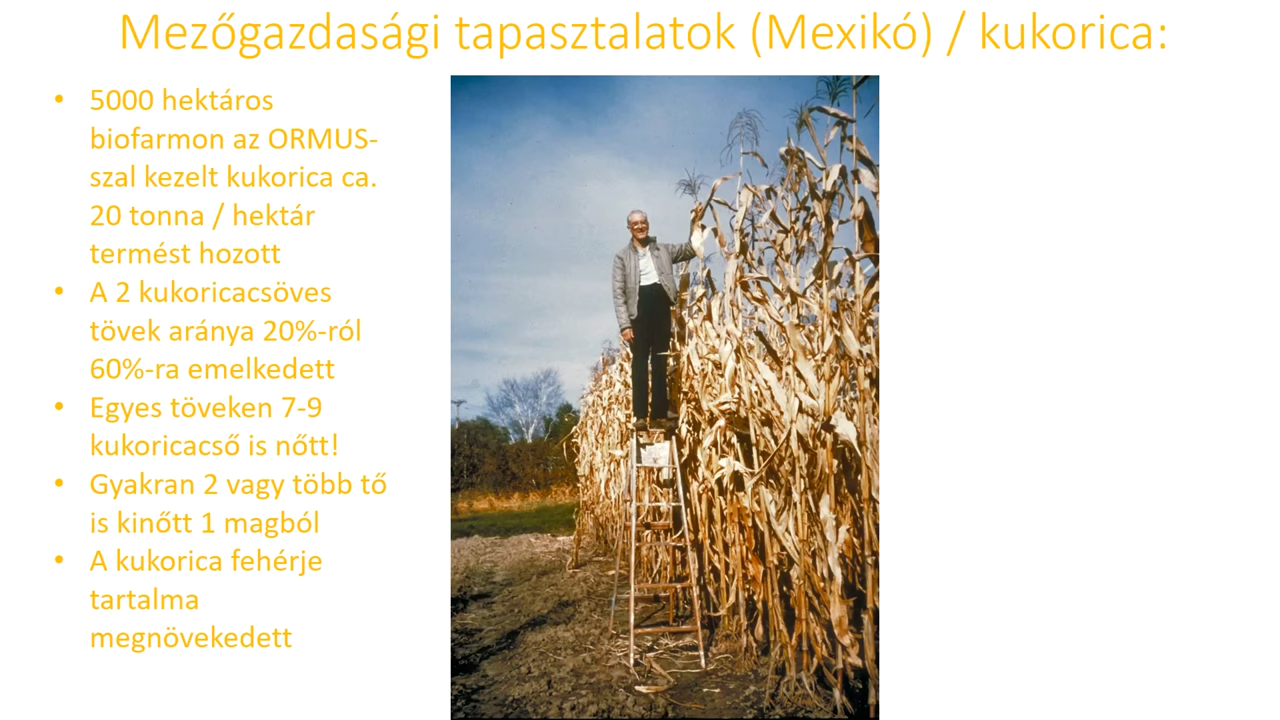 Mezőgazdasági tapasztalatok (Mexikó) / kukorica:
• 5000 hektáros
biofarmon az ORMUS-
szal kezelt kukorica ca.
20 tonna / hektár
termést hozott
• A 2 kukoricacsöves
tövek aránya 20%-ról
60%-ra emelkedett
• Egyes töveken 7-9
kukoricacső is nőtt!
• Gyakran 2 vagy több tő
is kinőtt 1 magból
• A kukorica fehérje
tartalma
megnövekedett